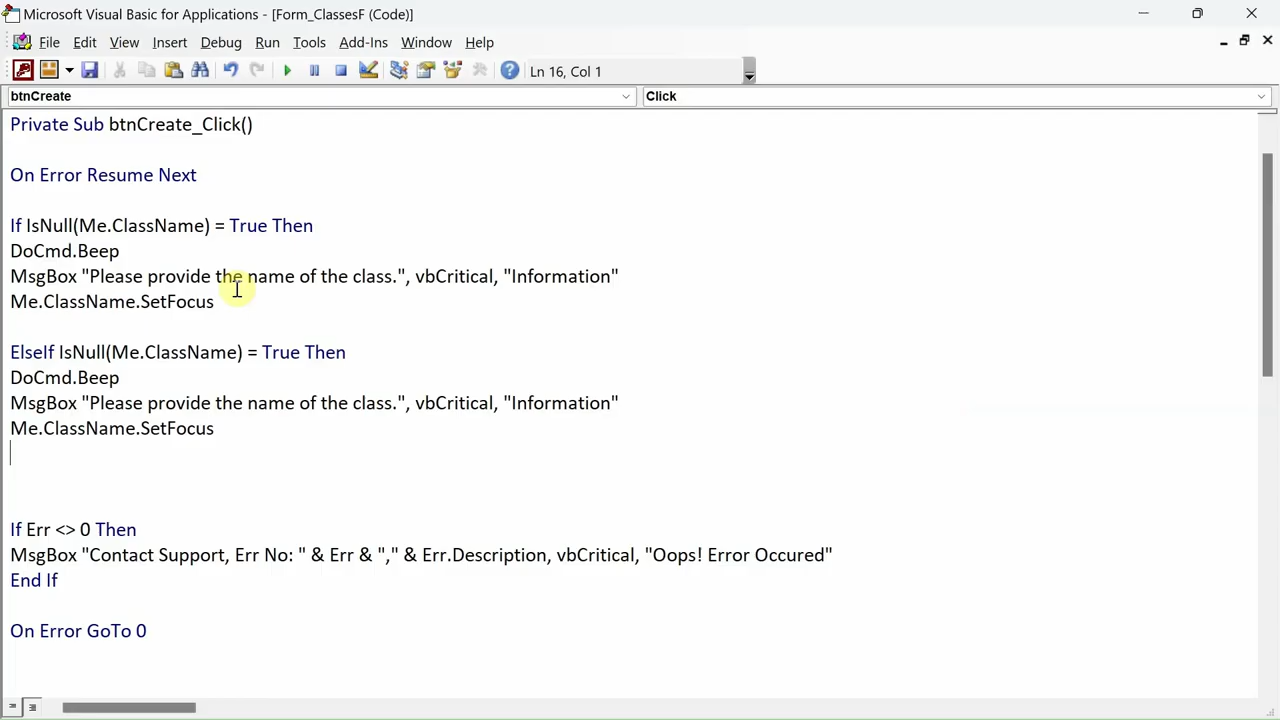 Microsoft Visual Basic for Applications - [Form_ClassesF (Code)]
File Edit View Insert Debug Run Tools Add-Ins Window Help
Ln 16, Col 1
btnCreate Click
Private Sub btnCreate_Click()
On Error Resume Next
If IsNull(Me.ClassName) = True Then
DoCmd.Beep
MsgBox "Please provide the name of the class.", vbCritical, "Information"
Me.ClassName.SetFocus
ElseIf IsNull(Me.ClassName) = True Then
DoCmd.Beep
MsgBox "Please provide the name of the class.", vbCritical, "Information"
Me.ClassName.SetFocus
If Err <> 0 Then
MsgBox "Contact Support, Err No: " & Err & "," & Err.Description, vbCritical, "Oops! Error Occured"
End If
On Error GoTo 0